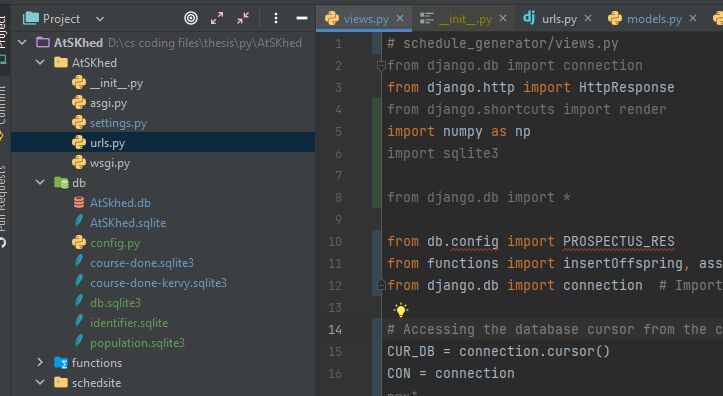 Project
views.py
__init__.py
urls.py
models.py
Project
Commit
Pull Requests
AtSKhed D:\cs coding files\thesis\py\AtSKhed
AtSKhed
__init__.py
asgi.py
settings.py
urls.py
wsgi.py
db
AtSkhed.db
AtSKhed.sqlite
config.py
course-done.sqlite3
course-done-kervy.sqlite3
db.sqlite3
identifier.sqlite
population.sqlite3
functions
schedsite
1 # schedule_generator/views.py
2 from django.db import connection
3 from django.http import HttpResponse
4 from django.shortcuts import render
5 import numpy as np
6 import sqlite3
7
8 from django.db import *
9
10 from db.config import PROSPECTUS_RES
11 from functions import insertOffspring, ass
12 from django.db import connection # Import
13
14 # Accessing the database cursor from the c
15 CUR_DB = connection.cursor()
16 CON = connection